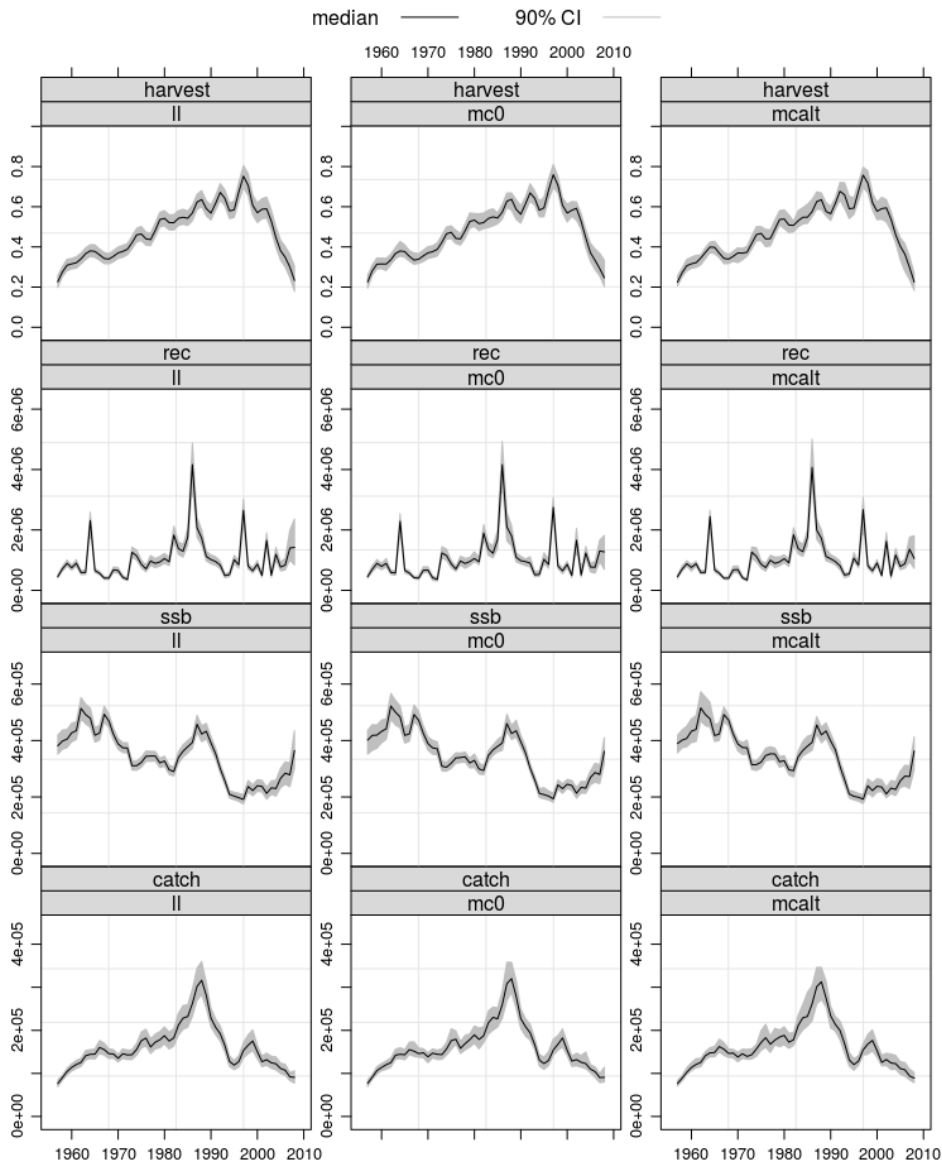 median 90% CI
1960 1970 1980 1990 2000 2010
harvest harvest harvest
ll mc0 mcalt
0.0 0.2 0.4 0.6 0.8 0.0 0.2 0.4 0.6 0.8 0.0 0.2 0.4 0.6 0.8
rec rec rec
ll mc0 mcalt
0e+00 2e+06 4e+06 6e+06 0e+00 2e+06 4e+06 6e+06 0e+00 2e+06 4e+06 6e+06
ssb ssb ssb
ll mc0 mcalt
0e+00 2e+05 4e+05 6e+05 0e+00 2e+05 4e+05 6e+05 0e+00 2e+05 4e+05 6e+05
catch catch catch
ll mc0 mcalt
0e+00 2e+05 4e+05 0e+00 2e+05 4e+05 0e+00 2e+05 4e+05
1960 1970 1980 1990 2000 2010 1960 1970 1980 1990 2000 2010